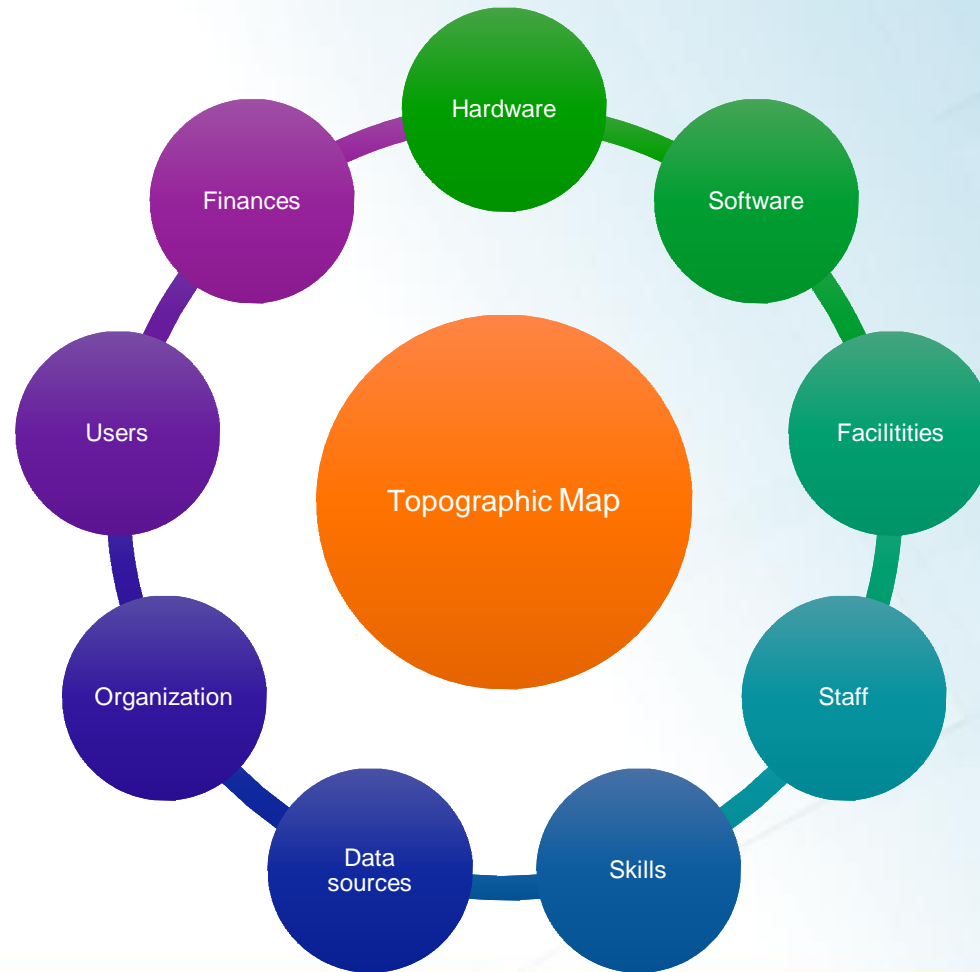 Hardware
Software
Facilitities
Staff
Skills
Data
sources
Organization
Users
Finances
Topographic Map